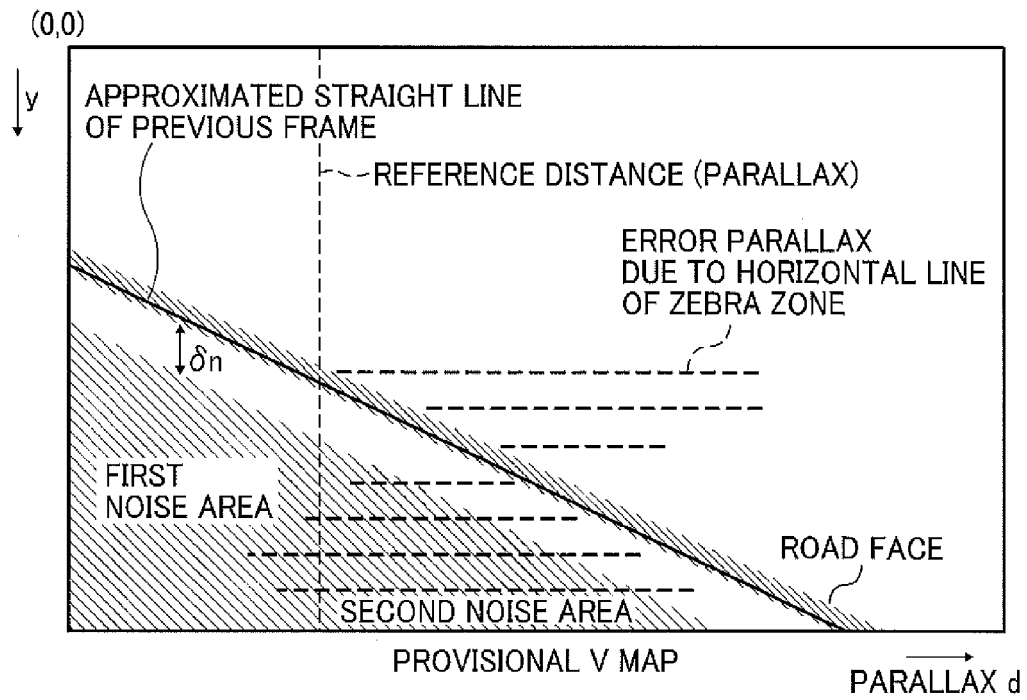 (0,0)
y
APPROXIMATED STRAIGHT LINE
OF PREVIOUS FRAME
REFERENCE DISTANCE (PARALLAX)
ERROR PARALLAX
DUE TO HORIZONTAL LINE
OF ZEBRA ZONE
δn
FIRST
NOISE AREA
ROAD FACE
SECOND NOISE AREA
PROVISIONAL V MAP
PARALLAX d